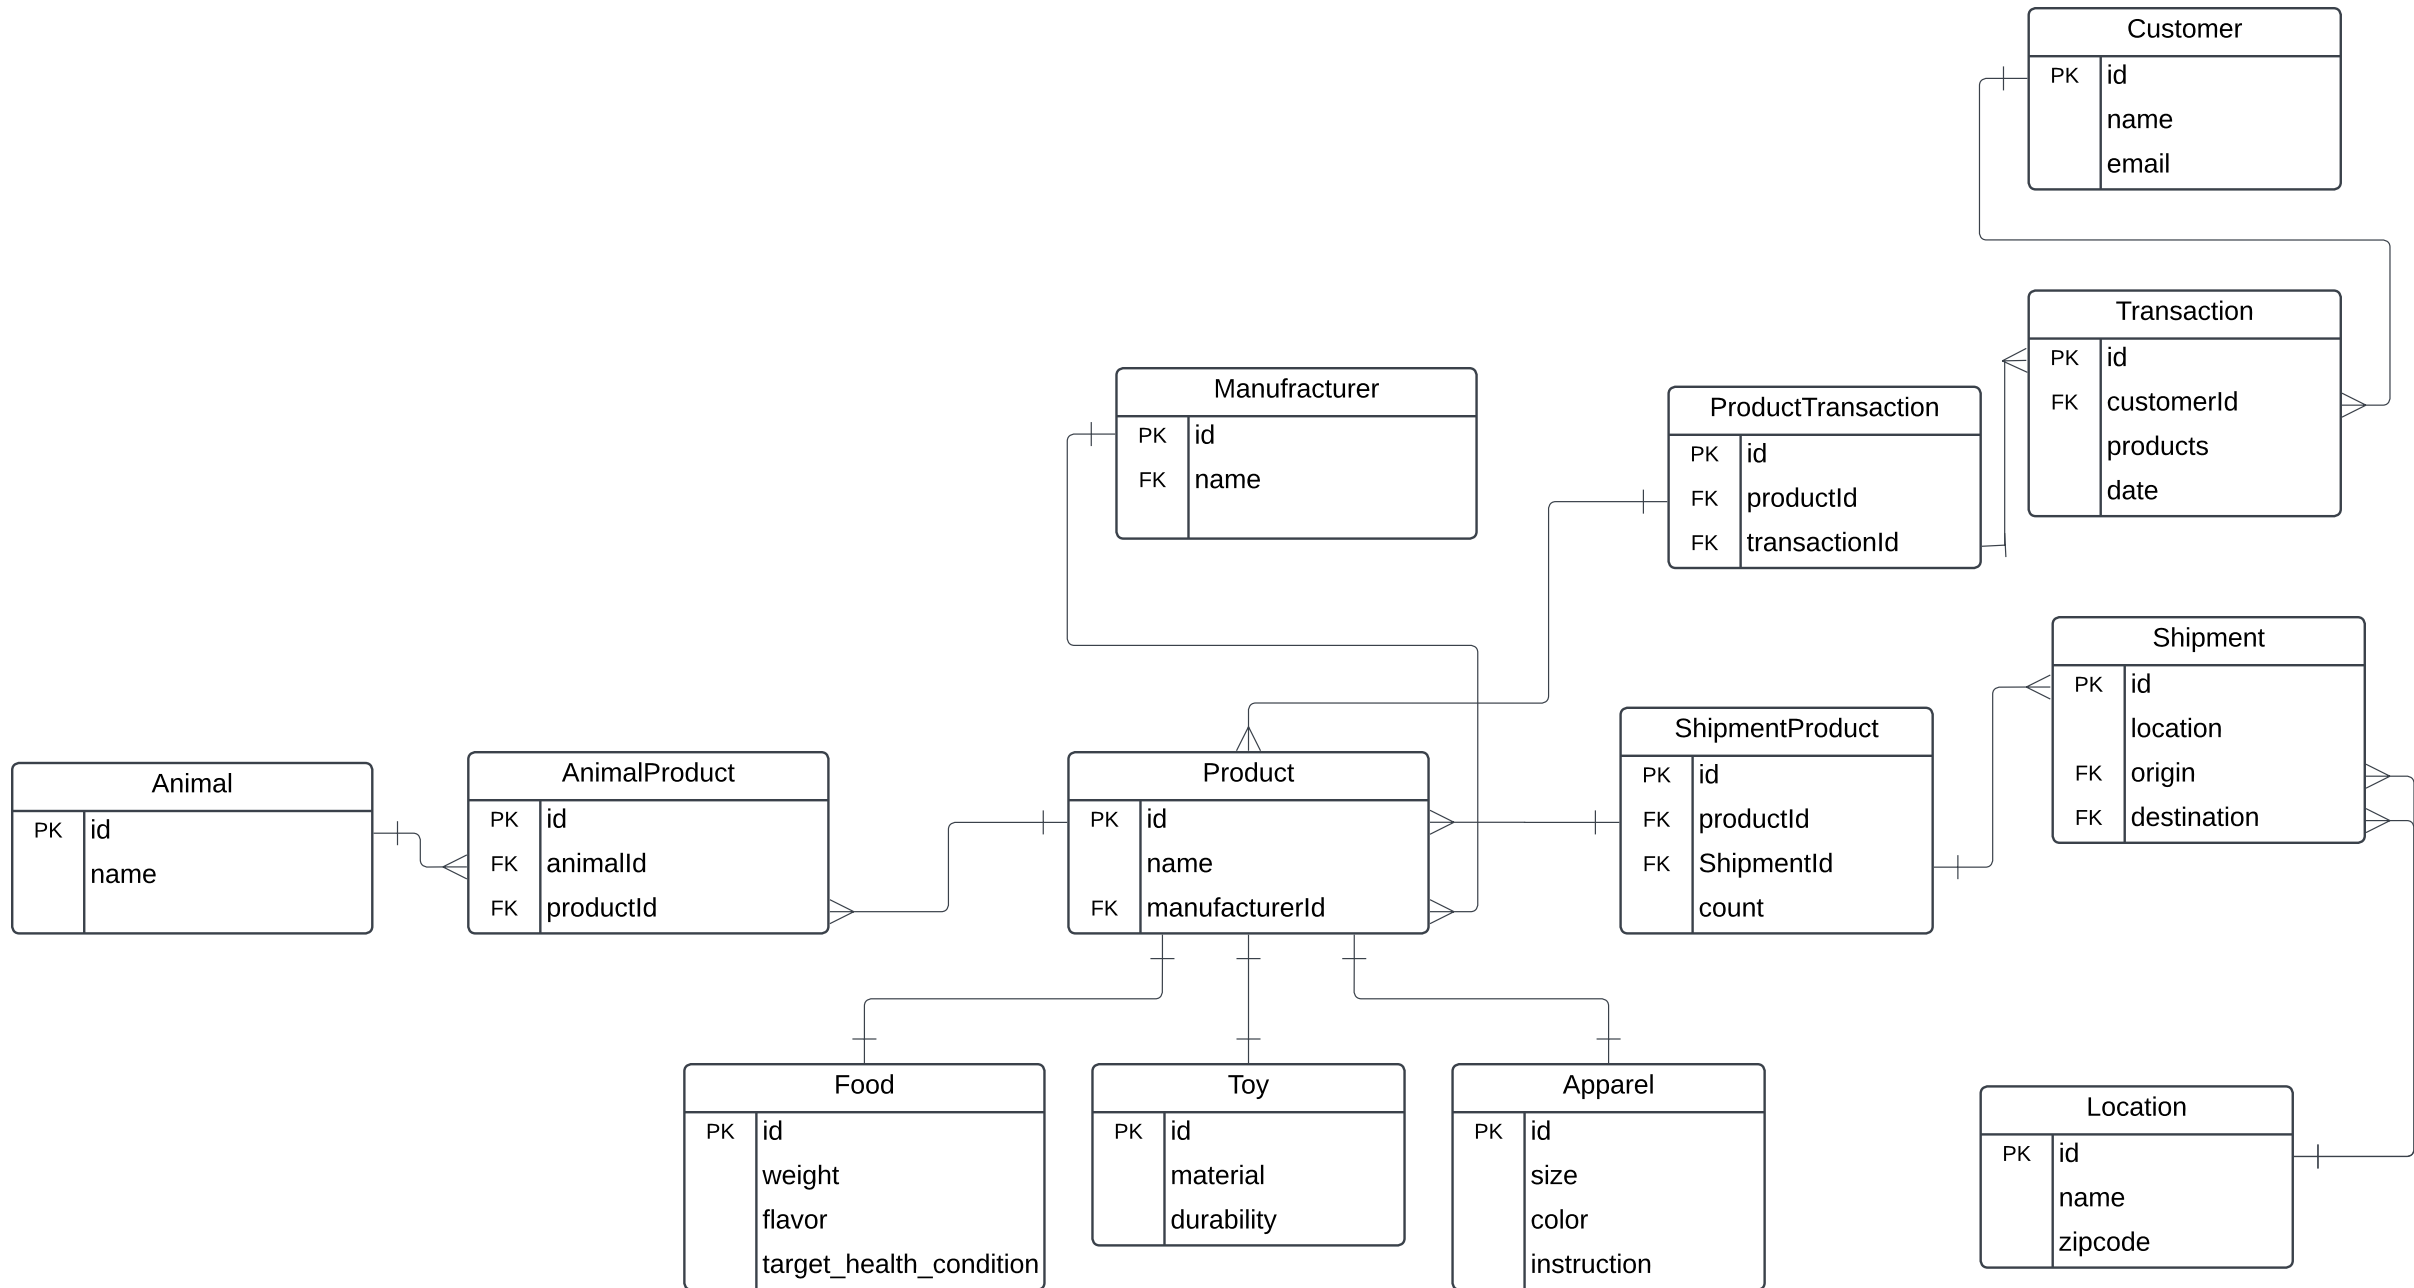 Customer
PK id
name
email
Transaction
PK id
FK customerId
products
date
Manufracturer
PK id
FK name
ProductTransaction
PK id
FK productId
FK transactionId
Shipment
PK id
location
FK origin
FK destination
Animal
PK id
name
AnimalProduct
PK id
FK animalId
FK productId
Product
PK id
name
FK manufacturerId
ShipmentProduct
PK id
FK productId
FK ShipmentId
count
Food
PK id
weight
flavor
target_health_condition
Toy
PK id
material
durability
Apparel
PK id
size
color
instruction
Location
PK id
name
zipcode